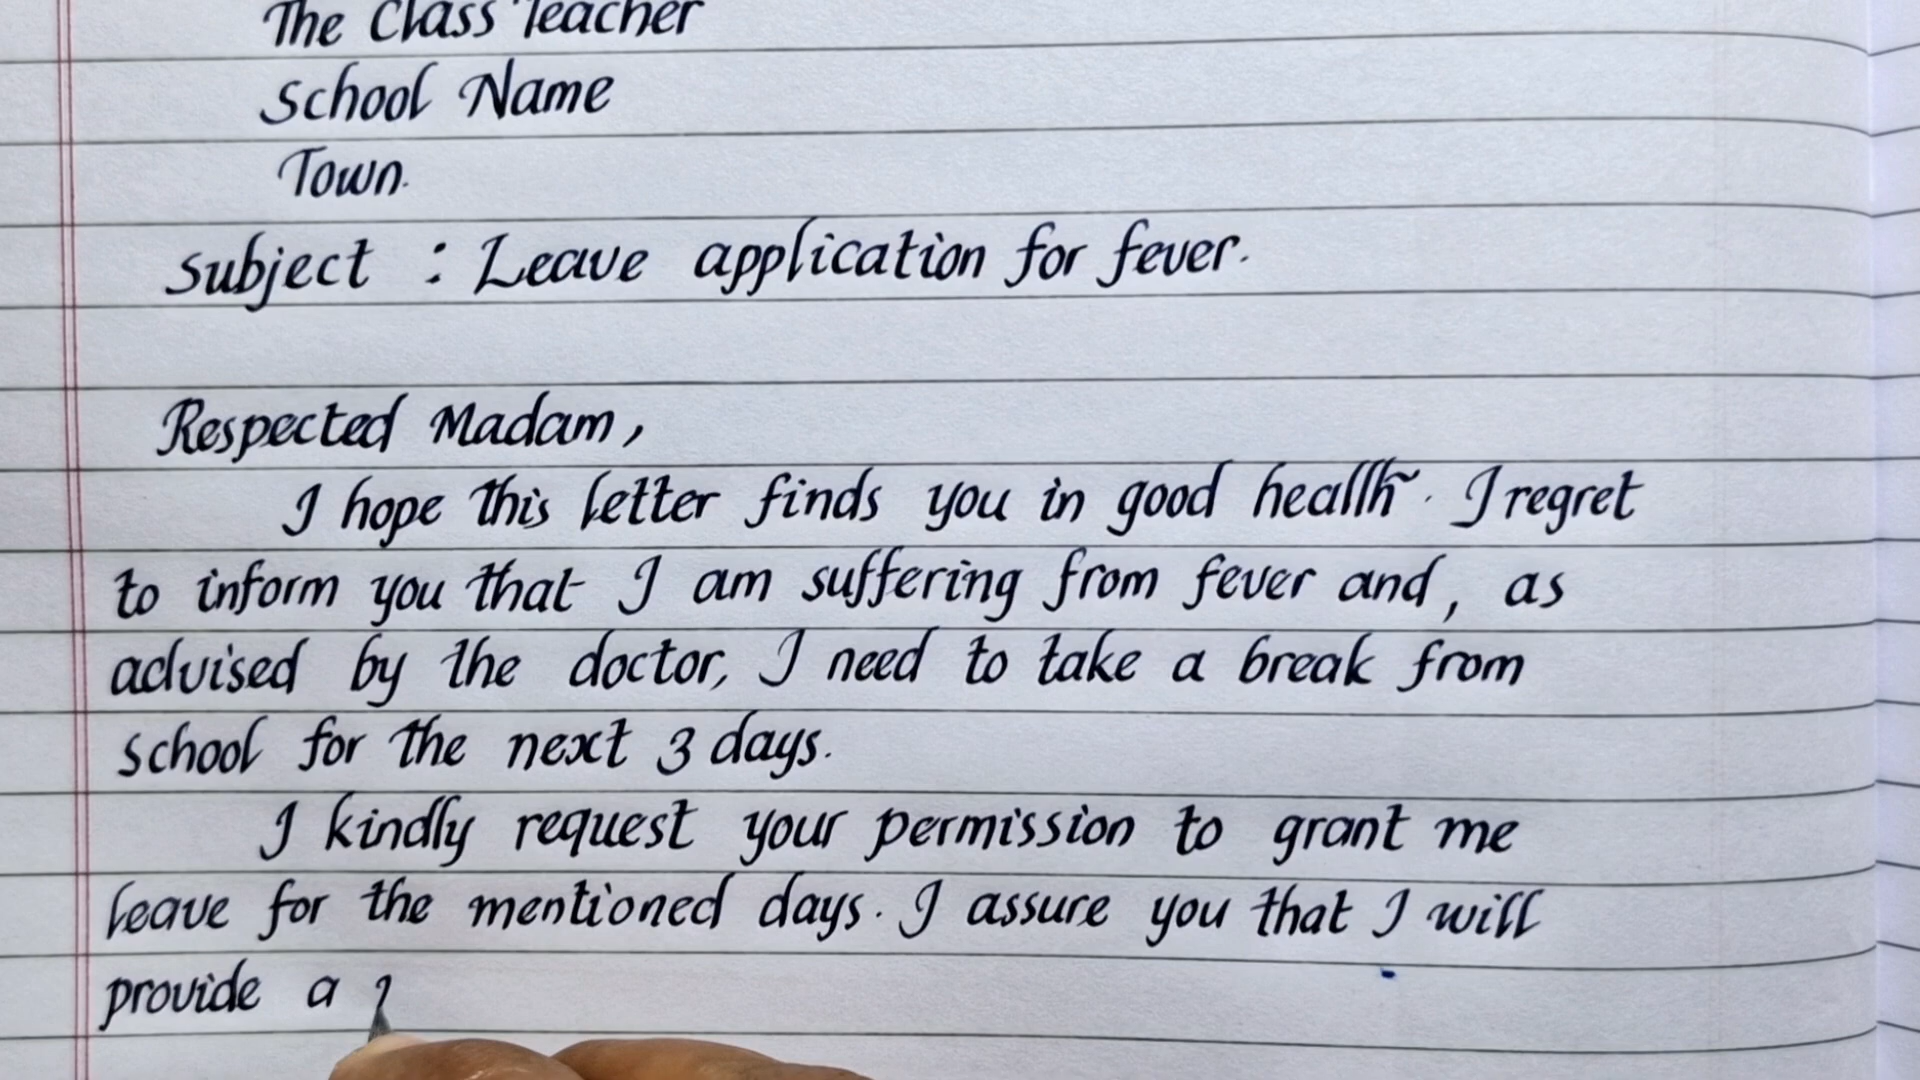 The Class Teacher
School Name
Town.
Subject : Leave application for fever.
Respected Madam,
I hope this letter finds you in good health. I regret
to inform you that I am suffering from fever and, as
advised by the doctor, I need to take a break from
school for the next 3 days.
I kindly request your permission to grant me
leave for the mentioned days. I assure you that I will
provide a